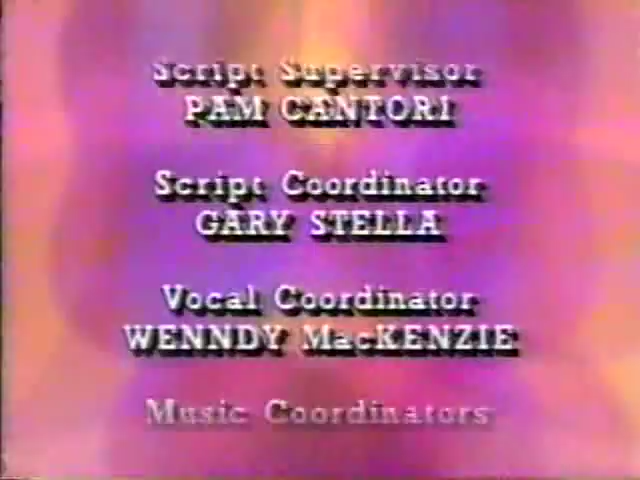 Script Supervisor
PAM CANTORI
Script Coordinator
GARY STELLA
Vocal Coordinator
WENNDY MacKENZIE
Music Coordinators